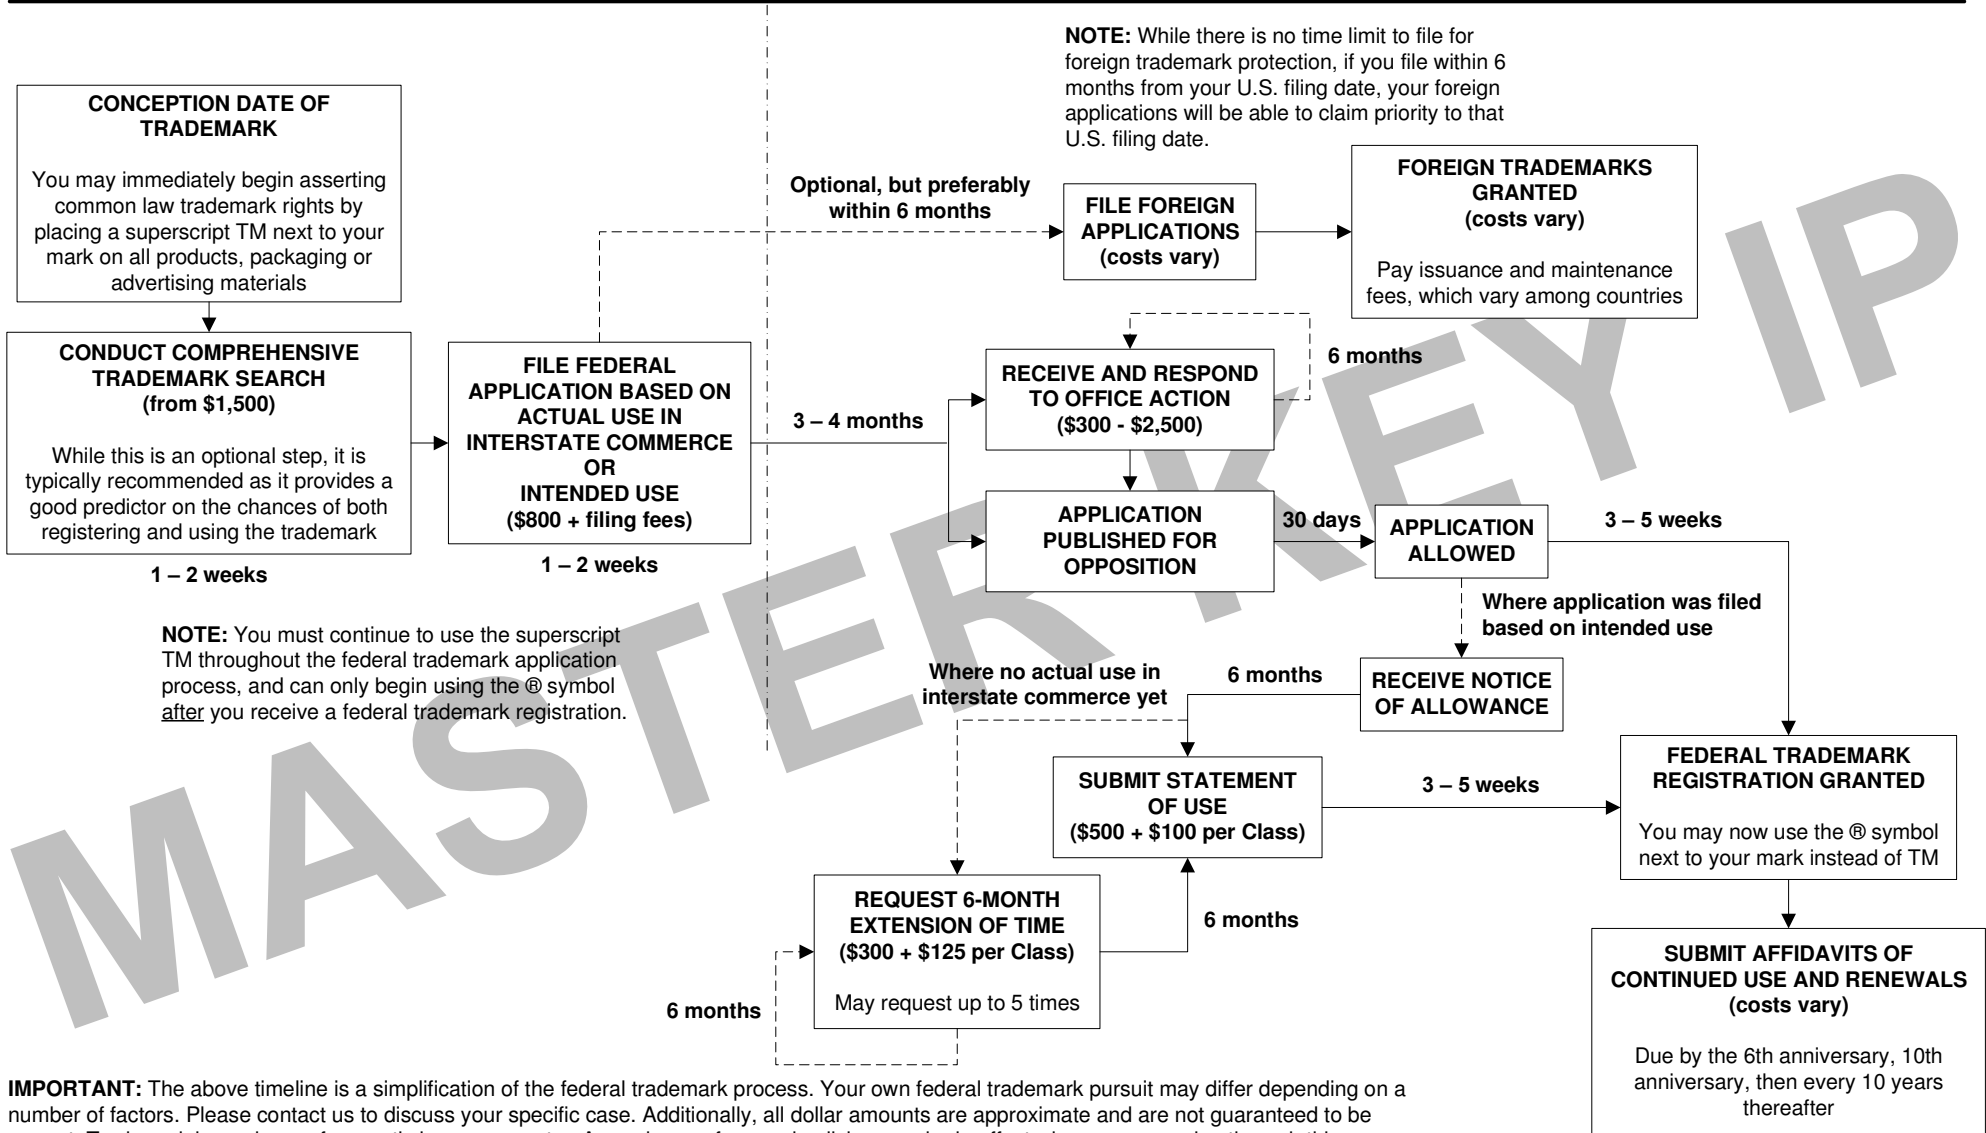 NOTE: While there is no time limit to file for
foreign trademark protection, if you file within 6
months from your U.S. filing date, your foreign
applications will be able to claim priority to that
U.S. filing date.
CONCEPTION DATE OF
TRADEMARK
You may immediately begin asserting
common law trademark rights by
placing a superscript TM next to your
mark on all products, packaging or
advertising materials
Optional, but preferably
within 6 months
FILE FOREIGN
APPLICATIONS
(costs vary)
FOREIGN TRADEMARKS
GRANTED
(costs vary)
Pay issuance and maintenance
fees, which vary among countries
CONDUCT COMPREHENSIVE
TRADEMARK SEARCH
(from $1,500)
While this is an optional step, it is
typically recommended as it provides a
good predictor on the chances of both
registering and using the trademark
1 – 2 weeks
FILE FEDERAL
APPLICATION BASED ON
ACTUAL USE IN
INTERSTATE COMMERCE
OR
INTENDED USE
($800 + filing fees)
1 – 2 weeks
3 – 4 months
RECEIVE AND RESPOND
TO OFFICE ACTION
($300 - $2,500)
6 months
APPLICATION
PUBLISHED FOR
OPPOSITION
30 days
APPLICATION
ALLOWED
3 – 5 weeks
Where application was filed
based on intended use
NOTE: You must continue to use the superscript
TM throughout the federal trademark application
process, and can only begin using the ® symbol
after you receive a federal trademark registration.
Where no actual use in
interstate commerce yet
6 months
RECEIVE NOTICE
OF ALLOWANCE
SUBMIT STATEMENT
OF USE
($500 + $100 per Class)
3 – 5 weeks
FEDERAL TRADEMARK
REGISTRATION GRANTED
You may now use the ® symbol
next to your mark instead of TM
REQUEST 6-MONTH
EXTENSION OF TIME
($300 + $125 per Class)
May request up to 5 times
6 months
6 months
SUBMIT AFFIDAVITS OF
CONTINUED USE AND RENEWALS
(costs vary)
Due by the 6th anniversary, 10th
anniversary, then every 10 years
thereafter
MASTER KEY IP
IMPORTANT: The above timeline is a simplification of the federal trademark process. Your own federal trademark pursuit may differ depending on a
number of factors. Please contact us to discuss your specific case. Additionally, all dollar amounts are approximate and are not guaranteed to be